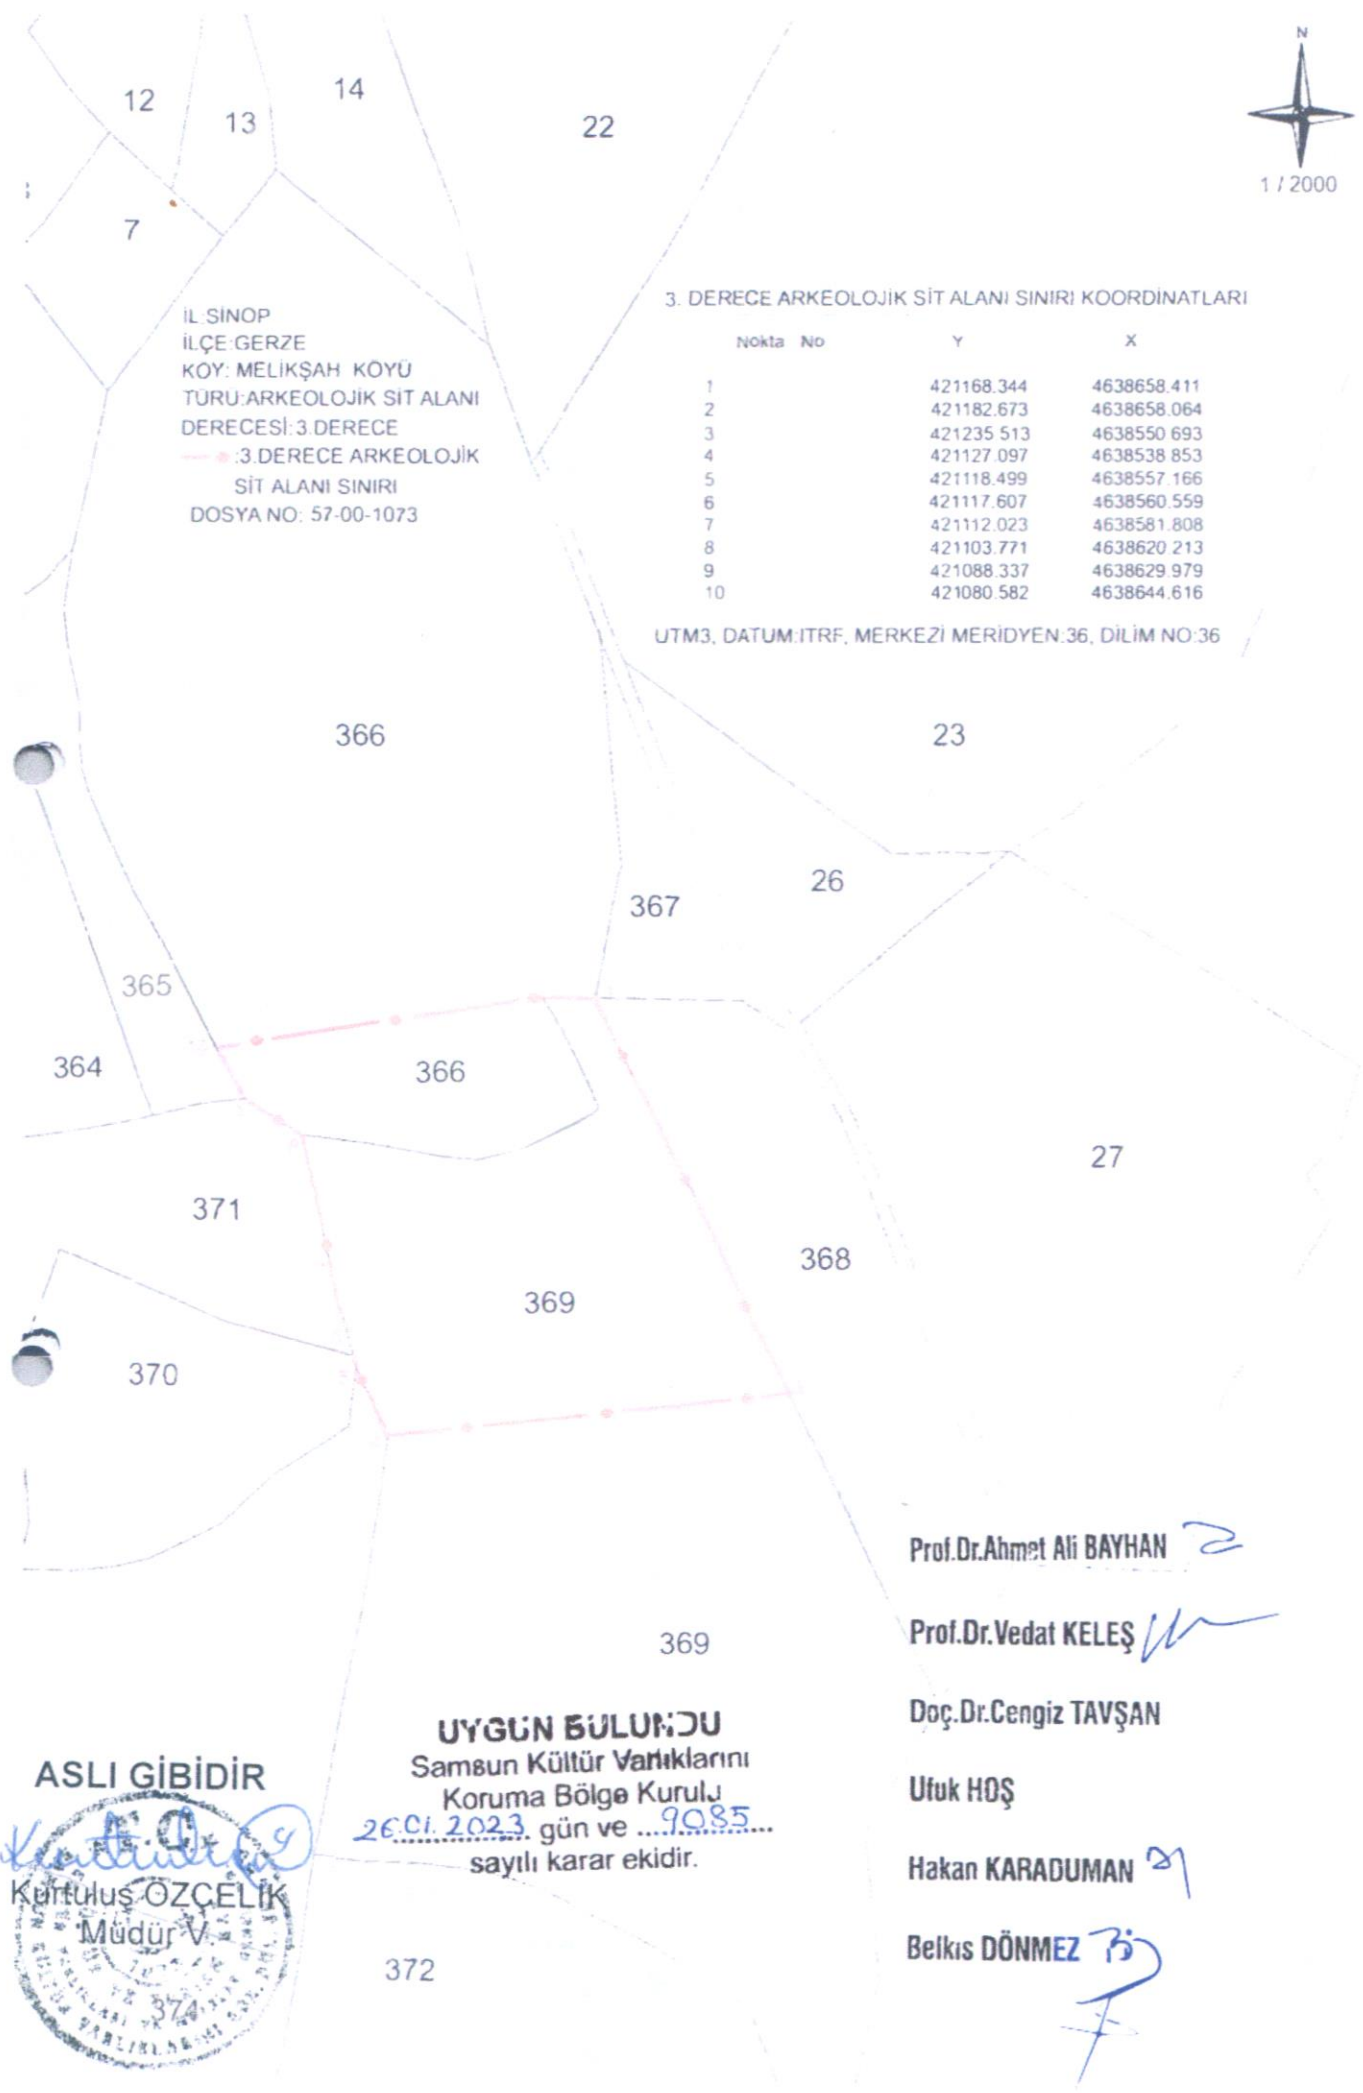 N
1 / 2000
12
13
14
22
7
İL:SİNOP
İLÇE:GERZE
KÖY: MELİKŞAH KÖYÜ
TÜRÜ:ARKEOLOJİK SİT ALANI
DERECESİ:3.DERECE
:3.DERECE ARKEOLOJİK
SİT ALANI SINIRI
DOSYA NO: 57-00-1073
3. DERECE ARKEOLOJİK SİT ALANI SINIRI KOORDİNATLARI
Nokta No Y X
1 421168.344 4638658.411
2 421182.673 4638658.064
3 421235.513 4638550.693
4 421127.097 4638538.853
5 421118.499 4638557.166
6 421117.607 4638560.559
7 421112.023 4638581.808
8 421103.771 4638620.213
9 421088.337 4638629.979
10 421080.582 4638644.616
UTM3, DATUM:ITRF, MERKEZİ MERİDYEN:36, DİLİM NO:36
366
23
26
367
365
364
366
27
371
368
369
370
369
Prof.Dr.Ahmet Ali BAYHAN
Prof.Dr.Vedat KELEŞ
Doç.Dr.Cengiz TAVŞAN
Ufuk HOŞ
Hakan KARADUMAN
Belkıs DÖNMEZ
UYGUN BULUNDU
Samsun Kültür Varlıklarını
Koruma Bölge Kurulu
26.01.2023 gün ve ...9085...
sayılı karar ekidir.
ASLI GİBİDİR
T.C.
Kurtuluş ÖZÇELİK
Müdür V.
374
372